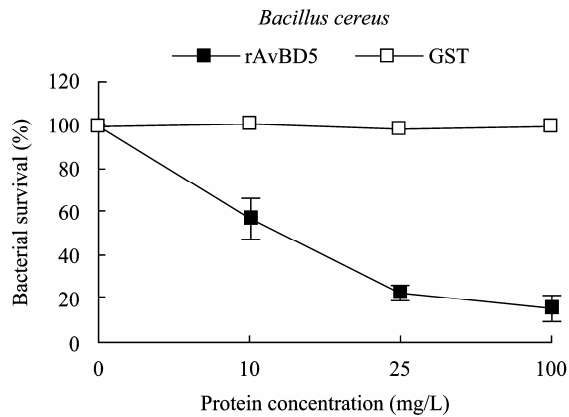 Bacillus cereus
rAvBD5 GST
120
100
80
60
40
20
0
0 10 25 100
Bacterial survival (%)
Protein concentration (mg/L)